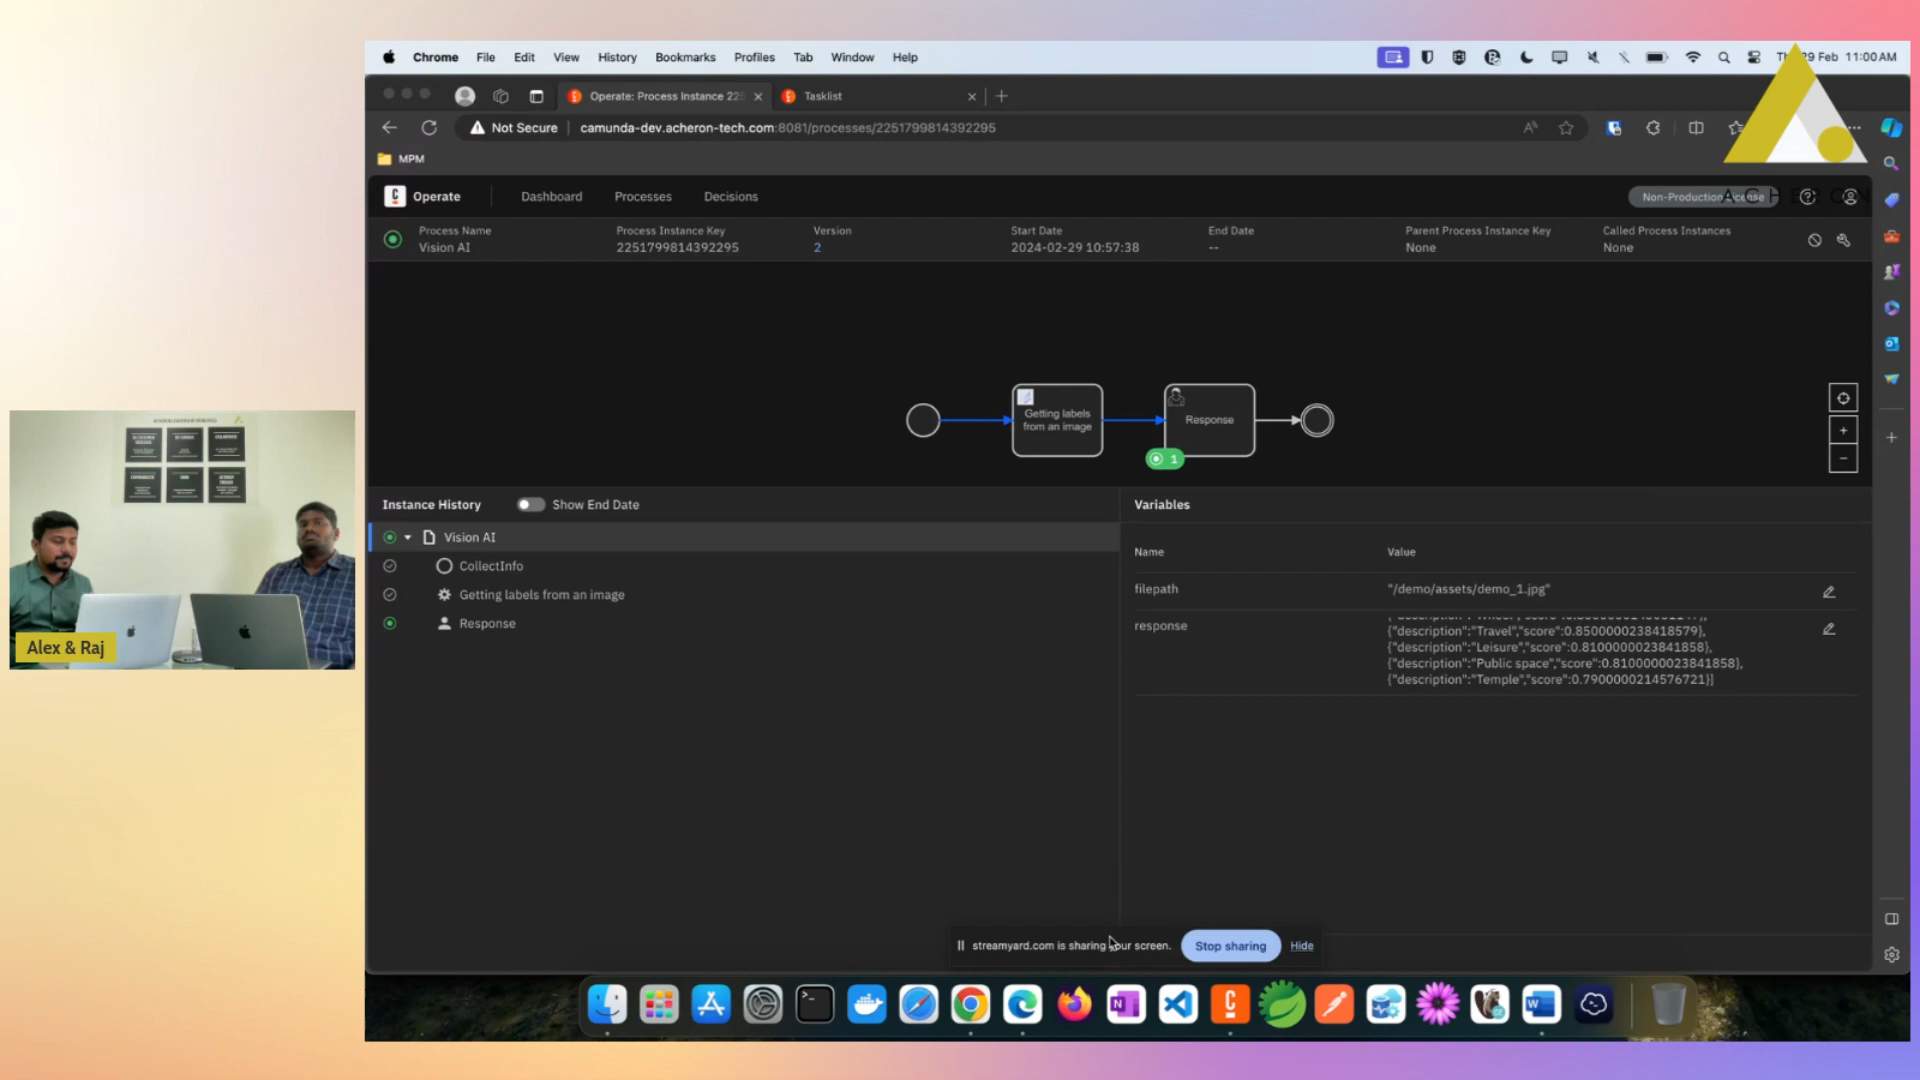 Chrome File Edit View History Bookmarks Profiles Tab Window Help
11:00 AM
Operate: Process Instance 225
Tasklist
Not Secure camunda-dev.acheron-tech.com:8081/processes/2251799814392295
MPM
Operate Dashboard Processes Decisions Non-Production License
Process Name Process Instance Key Version Start Date End Date Parent Process Instance Key Called Process Instances
Vision AI 2251799814392295 2 2024-02-29 10:57:38 -- None None
Getting labels
from an image
Response
1
Instance History Show End Date
Vision AI
CollectInfo
Getting labels from an image
Response
Variables
Name Value
filepath "/demo/assets/demo_1.jpg"
response
{"description":"Travel","score":0.8500000238418579},
{"description":"Leisure","score":0.8100000023841858},
{"description":"Public space","score":0.8100000023841858},
{"description":"Temple","score":0.7900000214576721}]
Alex & Raj
streamyard.com is sharing your screen. Stop sharing Hide